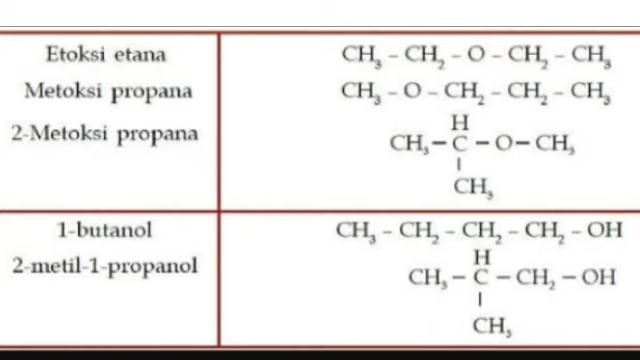 Etoksi etana CH₃ – CH₂ – O – CH₂ – CH₃
Metoksi propana CH₃ – O – CH₂ – CH₂ – CH₃
H
2-Metoksi propana CH₃ – C – O – CH₃
|
CH₃
1-butanol CH₃ – CH₂ – CH₂ – CH₂ – OH
H
2-metil-1-propanol CH₃ – C – CH₂ – OH
|
CH₃